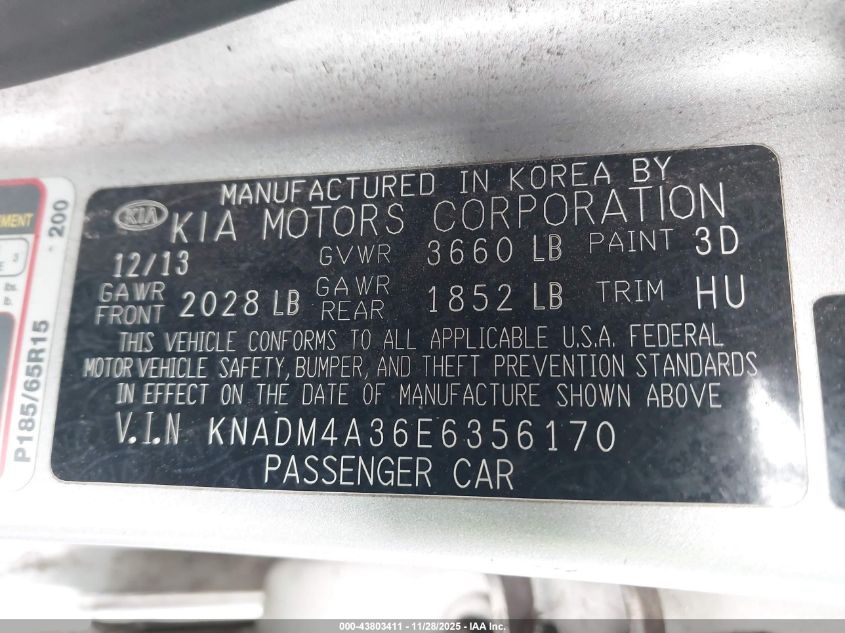 MANUFACTURED IN KOREA BY
KIA KIA MOTORS CORPORATION
12/13 GVWR 3660 LB PAINT 3D
GAWR FRONT 2028 LB GAWR REAR 1852 LB TRIM HU
THIS VEHICLE CONFORMS TO ALL APPLICABLE U.S.A. FEDERAL
MOTOR VEHICLE SAFETY, BUMPER, AND THEFT PREVENTION STANDARDS
IN EFFECT ON THE DATE OF MANUFACTURE SHOWN ABOVE
V.I.N KNADM4A36E6356170
PASSENGER CAR
P185/65R15
200
000-43803411 - 11/28/2025 - IAA Inc.